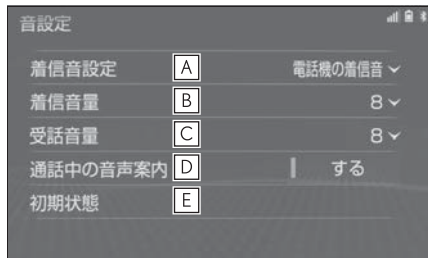 音設定
着信音設定 A 電話機の着信音
着信音量 B 8
受話音量 C 8
通話中の音声案内 D する
初期状態 E